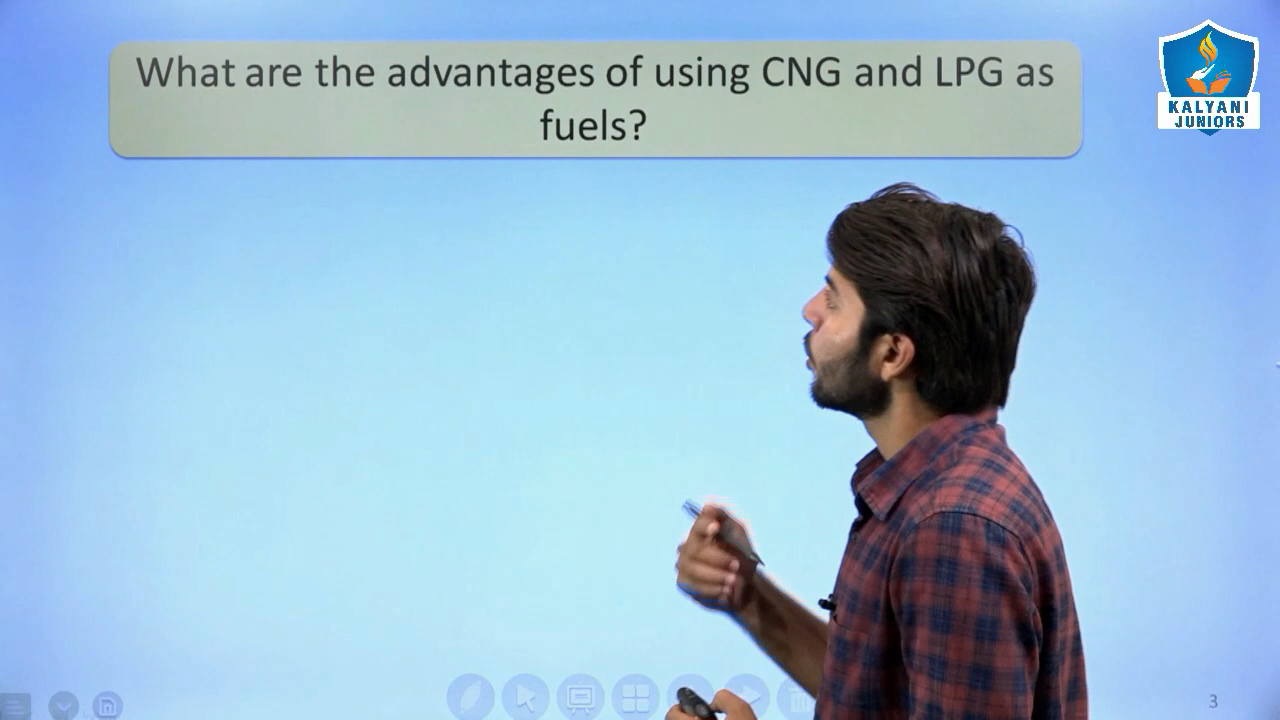 What are the advantages of using CNG and LPG as
fuels?
KALYANI
JUNIORS
3